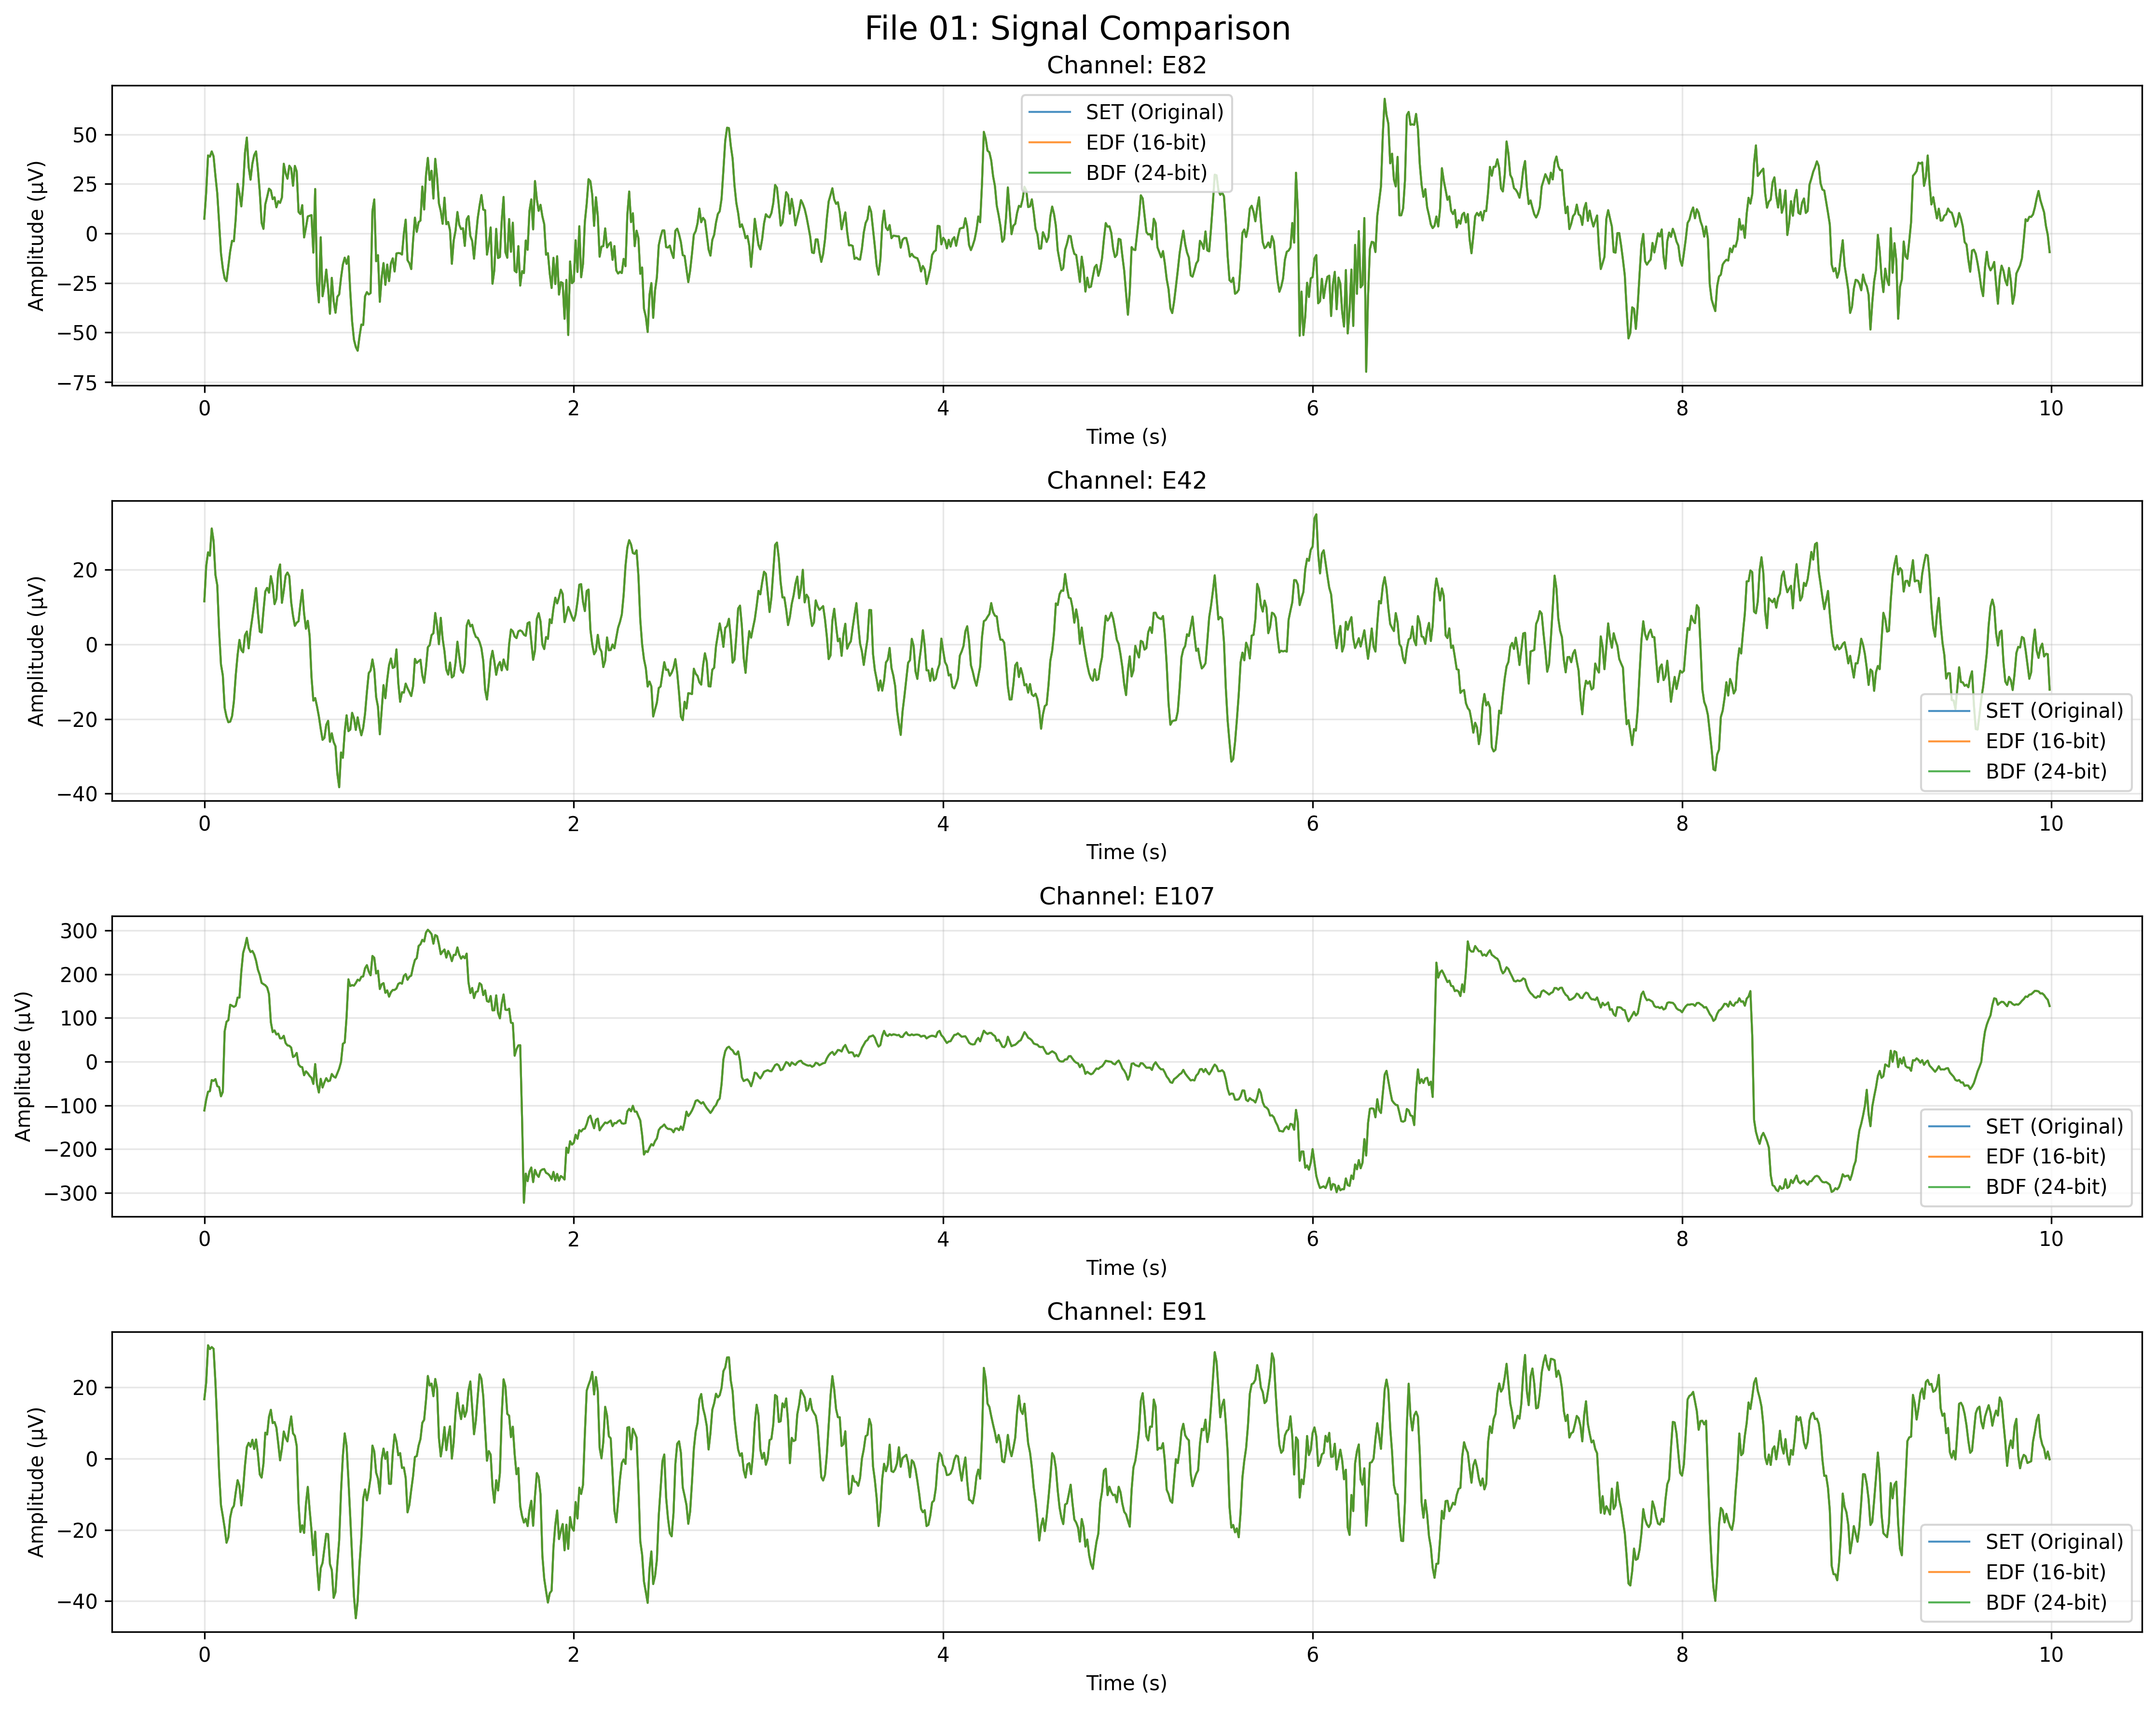 File 01: Signal Comparison
Channel: E82
Amplitude (µV)
50
25
0
−25
−50
−75
SET (Original)
EDF (16-bit)
BDF (24-bit)
0 2 4 6 8 10
Time (s)
Channel: E42
Amplitude (µV)
20
0
−20
−40
SET (Original)
EDF (16-bit)
BDF (24-bit)
0 2 4 6 8 10
Time (s)
Channel: E107
Amplitude (µV)
300
200
100
0
−100
−200
−300
SET (Original)
EDF (16-bit)
BDF (24-bit)
0 2 4 6 8 10
Time (s)
Channel: E91
Amplitude (µV)
20
0
−20
−40
SET (Original)
EDF (16-bit)
BDF (24-bit)
0 2 4 6 8 10
Time (s)